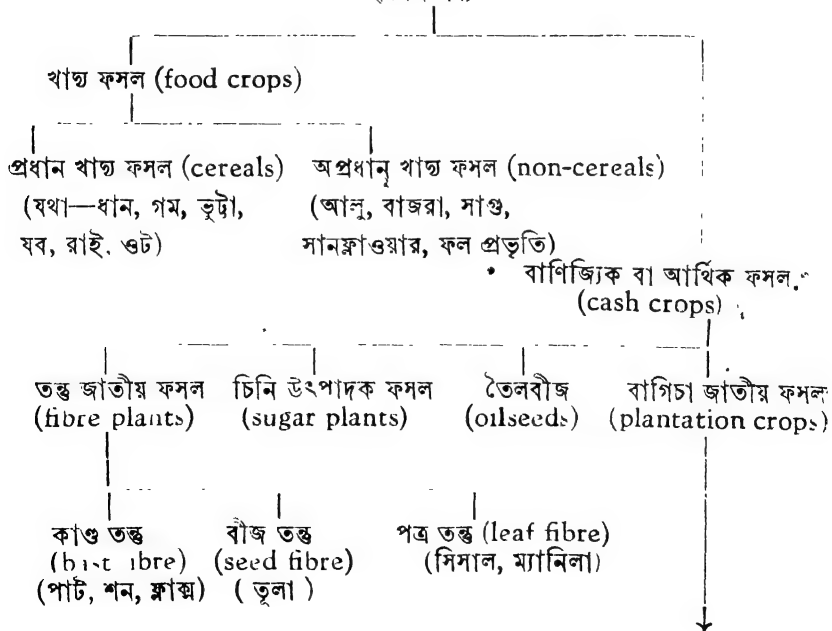 খাদ্য ফসল (food crops)
প্রধান খাদ্য ফসল (cereals) অপ্রধান খাদ্য ফসল (non-cereals)
(যথা—ধান, গম, ভূট্টা, (আলু, বাজরা, সাগু,
যব, রাই, ওট) সানফ্লাওয়ার, ফল প্রভৃতি)
বাণিজ্যিক বা আর্থিক ফসল
(cash crops)
তন্তু জাতীয় ফসল চিনি উৎপাদক ফসল তৈলবীজ বাগিচা জাতীয় ফসল
(fibre plants) (sugar plants) (oilseeds) (plantation crops)
কাণ্ড তন্তু বীজ তন্তু পত্র তন্তু (leaf fibre)
(seed fibre) (সিসাল, ম্যানিলা)
(পাট, শন, ফ্লাক্স) (তূলা)